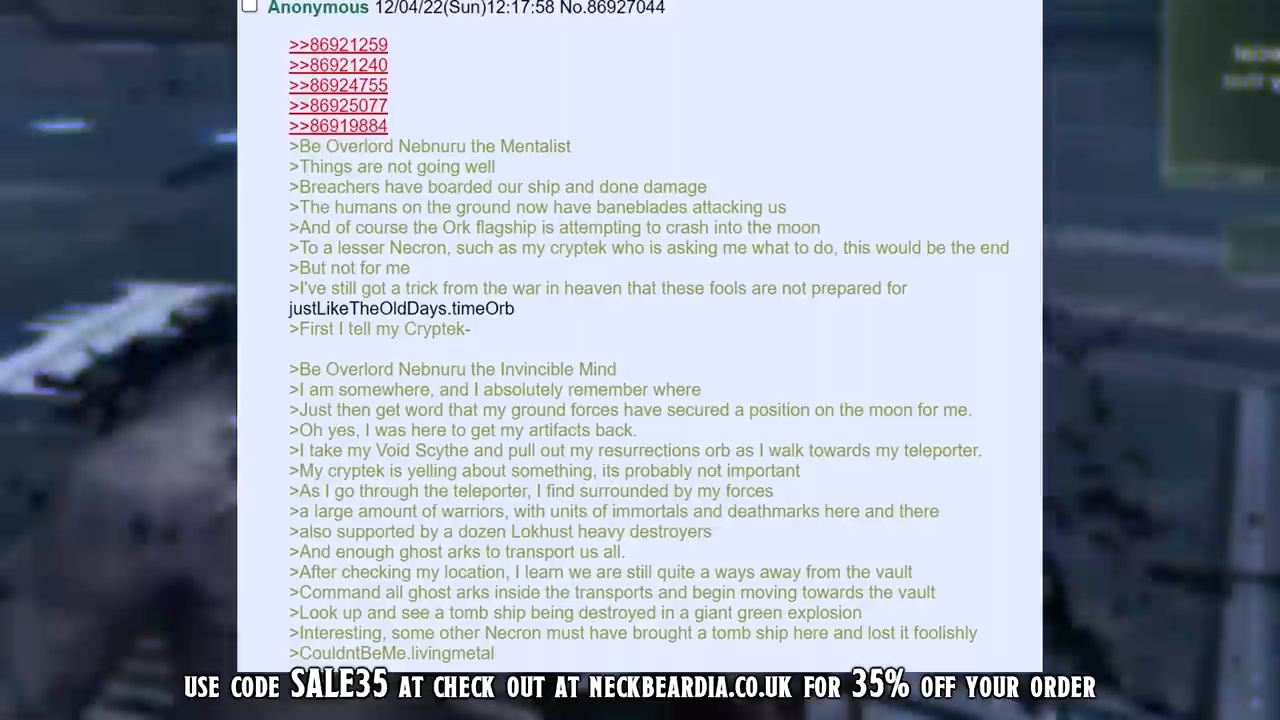 Anonymous 12/04/22(Sun)12:17:58 No.86927044
>>86921259
>>86921240
>>86924755
>>86925077
>>86919884
>Be Overlord Nebnuru the Mentalist
>Things are not going well
>Breachers have boarded our ship and done damage
>The humans on the ground now have baneblades attacking us
>And of course the Ork flagship is attempting to crash into the moon
>To a lesser Necron, such as my cryptek who is asking me what to do, this would be the end
>But not for me
>I've still got a trick from the war in heaven that these fools are not prepared for
justLikeTheOldDays.timeOrb
>First I tell my Cryptek-
>Be Overlord Nebnuru the Invincible Mind
>I am somewhere, and I absolutely remember where
>Just then get word that my ground forces have secured a position on the moon for me.
>Oh yes, I was here to get my artifacts back.
>I take my Void Scythe and pull out my resurrections orb as I walk towards my teleporter.
>My cryptek is yelling about something, its probably not important
>As I go through the teleporter, I find surrounded by my forces
>a large amount of warriors, with units of immortals and deathmarks here and there
>also supported by a dozen Lokhust heavy destroyers
>And enough ghost arks to transport us all.
>After checking my location, I learn we are still quite a ways away from the vault
>Command all ghost arks inside the transports and begin moving towards the vault
>Look up and see a tomb ship being destroyed in a giant green explosion
>Interesting, some other Necron must have brought a tomb ship here and lost it foolishly
>CouldntBeMe.livingmetal
USE CODE SALE35 AT CHECK OUT AT NECKBEARDIA.CO.UK FOR 35% OFF YOUR ORDER